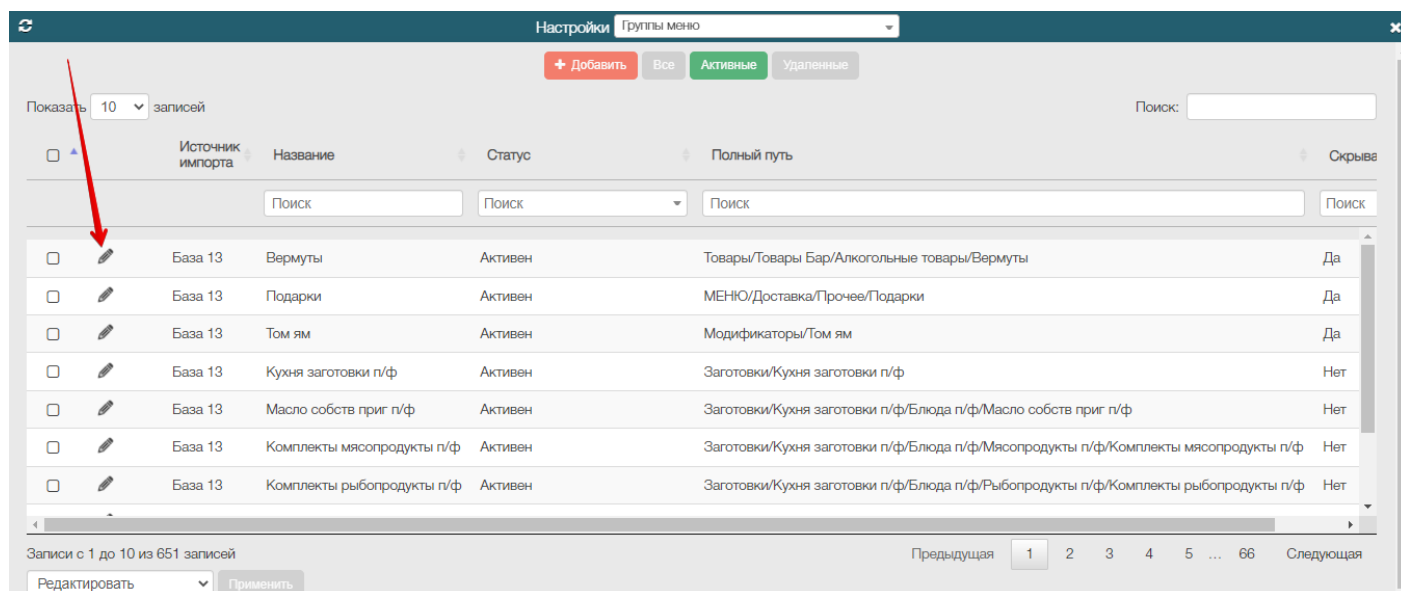 Настройки Группы меню
+ Добавить Все Активные Удаленные
Показать 10 записей Поиск:
Источник импорта Название Статус Полный путь Скрыва
Поиск Поиск Поиск Поиск
База 13 Вермуты Активен Товары/Товары Бар/Алкогольные товары/Вермуты Да
База 13 Подарки Активен МЕНЮ/Доставка/Прочее/Подарки Да
База 13 Том ям Активен Модификаторы/Том ям Да
База 13 Кухня заготовки п/ф Активен Заготовки/Кухня заготовки п/ф Нет
База 13 Масло собств приг п/ф Активен Заготовки/Кухня заготовки п/ф/Блюда п/ф/Масло собств приг п/ф Нет
База 13 Комплекты мясопродукты п/ф Активен Заготовки/Кухня заготовки п/ф/Блюда п/ф/Мясопродукты п/ф/Комплекты мясопродукты п/ф Нет
База 13 Комплекты рыбопродукты п/ф Активен Заготовки/Кухня заготовки п/ф/Блюда п/ф/Рыбопродукты п/ф/Комплекты рыбопродукты п/ф Нет
Записи с 1 до 10 из 651 записей Предыдущая 1 2 3 4 5 … 66 Следующая
Редактировать Применить